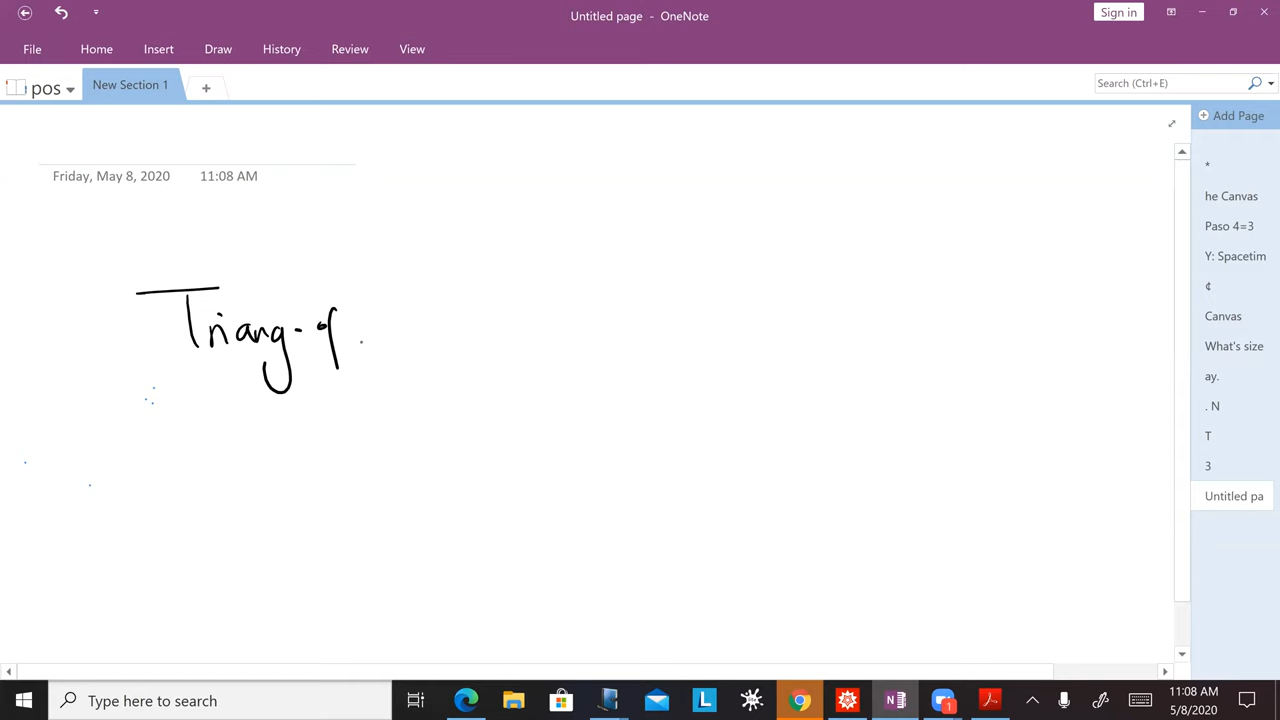 Untitled page - OneNote
Sign in
File Home Insert Draw History Review View
pos
New Section 1
+
Search (Ctrl+E)
Add Page
Friday, May 8, 2020 11:08 AM
Triang- of
*
he Canvas
Paso 4=3
Y: Spacetim
¢
Canvas
What's size
ay.
. N
T
3
Untitled pa
Type here to search
L
N
1
11:08 AM
5/8/2020